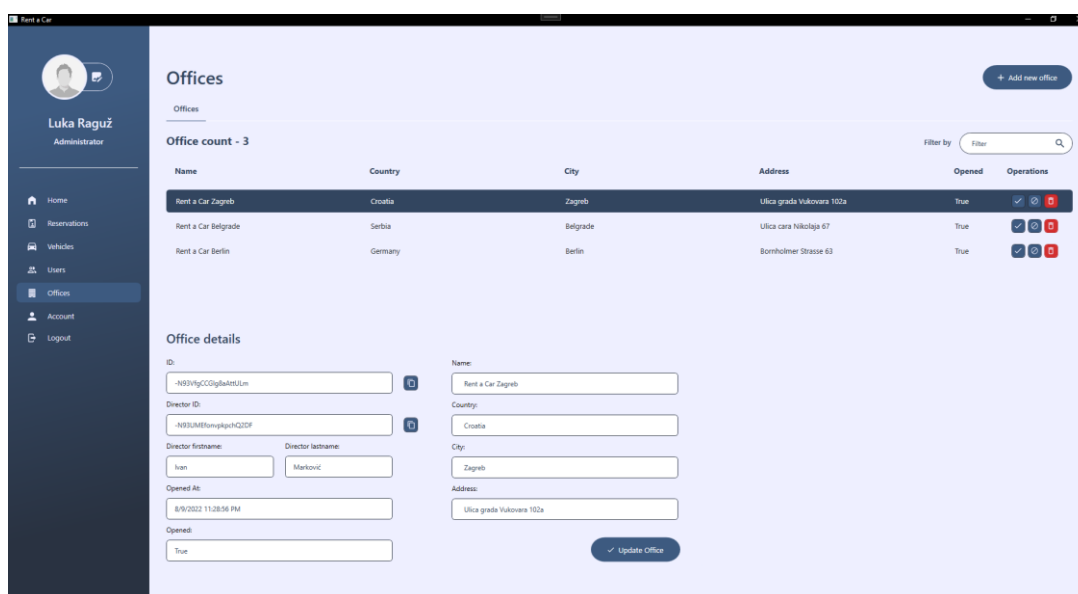 Rent a Car
Luka Raguž
Administrator
Home
Reservations
Vehicles
Users
Offices
Account
Logout
Offices
+ Add new office
Offices
Office count - 3
Filter by Filter
Name Country City Address Opened Operations
Rent a Car Zagreb Croatia Zagreb Ulica grada Vukovara 102a True
Rent a Car Belgrade Serbia Belgrade Ulica cara Nikolaja 67 True
Rent a Car Berlin Germany Berlin Bornholmer Strasse 63 True
Office details
ID: Name:
Rent a Car Zagreb
Director ID: Country:
Croatia
Director firstname: Director lastname: City:
Ivan Marković Zagreb
Opened At: Address:
8/9/2022 11:28:56 PM Ulica grada Vukovara 102a
Opened:
True Update Office